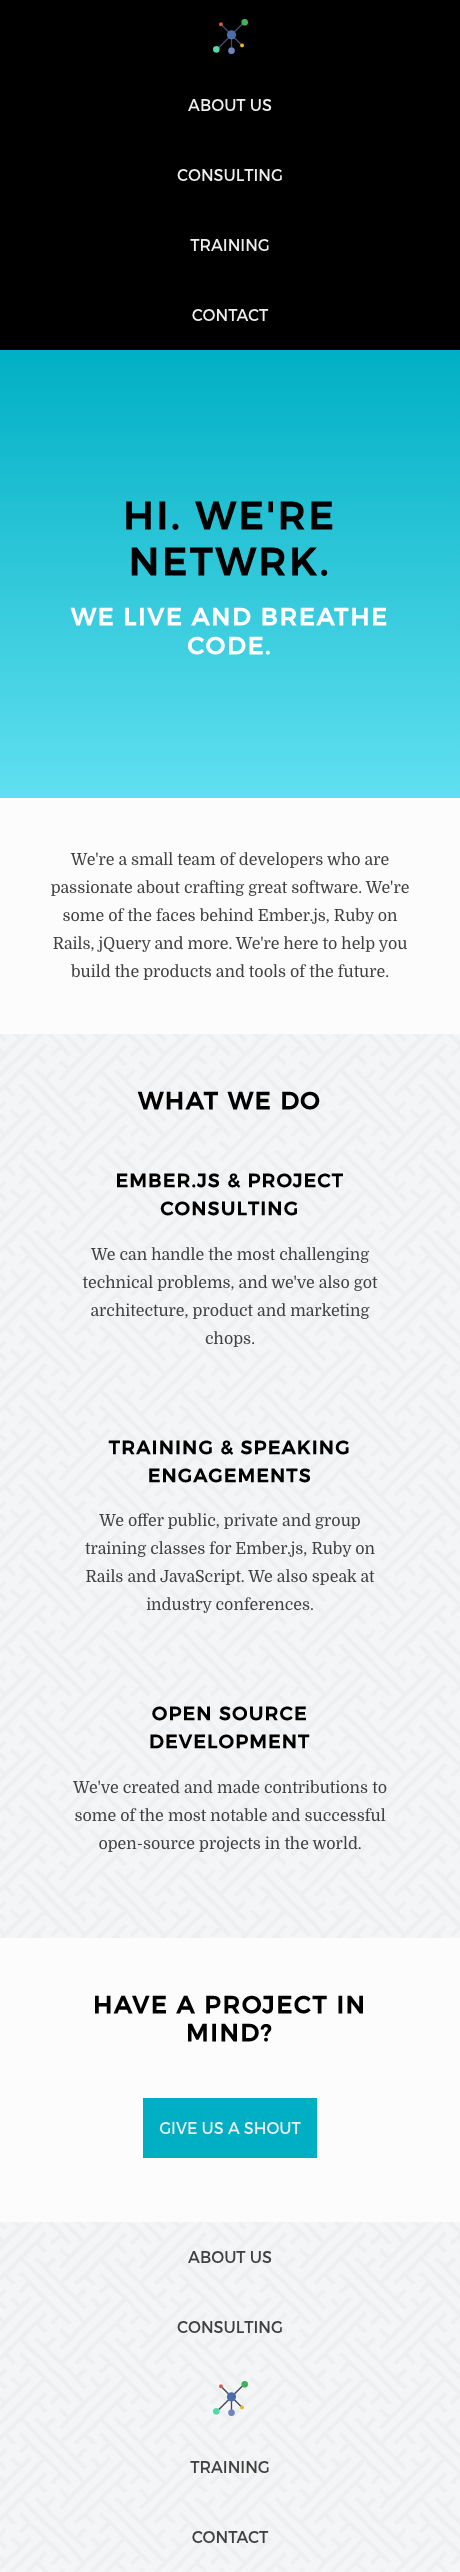 ABOUT US
CONSULTING
TRAINING
CONTACT
HI. WE'RE
NETWRK.
WE LIVE AND BREATHE
CODE.
We're a small team of developers who are
passionate about crafting great software. We're
some of the faces behind Ember.js, Ruby on
Rails, jQuery and more. We're here to help you
build the products and tools of the future.
WHAT WE DO
EMBER.JS & PROJECT
CONSULTING
We can handle the most challenging
technical problems, and we've also got
architecture, product and marketing
chops.
TRAINING & SPEAKING
ENGAGEMENTS
We offer public, private and group
training classes for Ember.js, Ruby on
Rails and JavaScript. We also speak at
industry conferences.
OPEN SOURCE
DEVELOPMENT
We've created and made contributions to
some of the most notable and successful
open-source projects in the world.
HAVE A PROJECT IN
MIND?
GIVE US A SHOUT
ABOUT US
CONSULTING
TRAINING
CONTACT